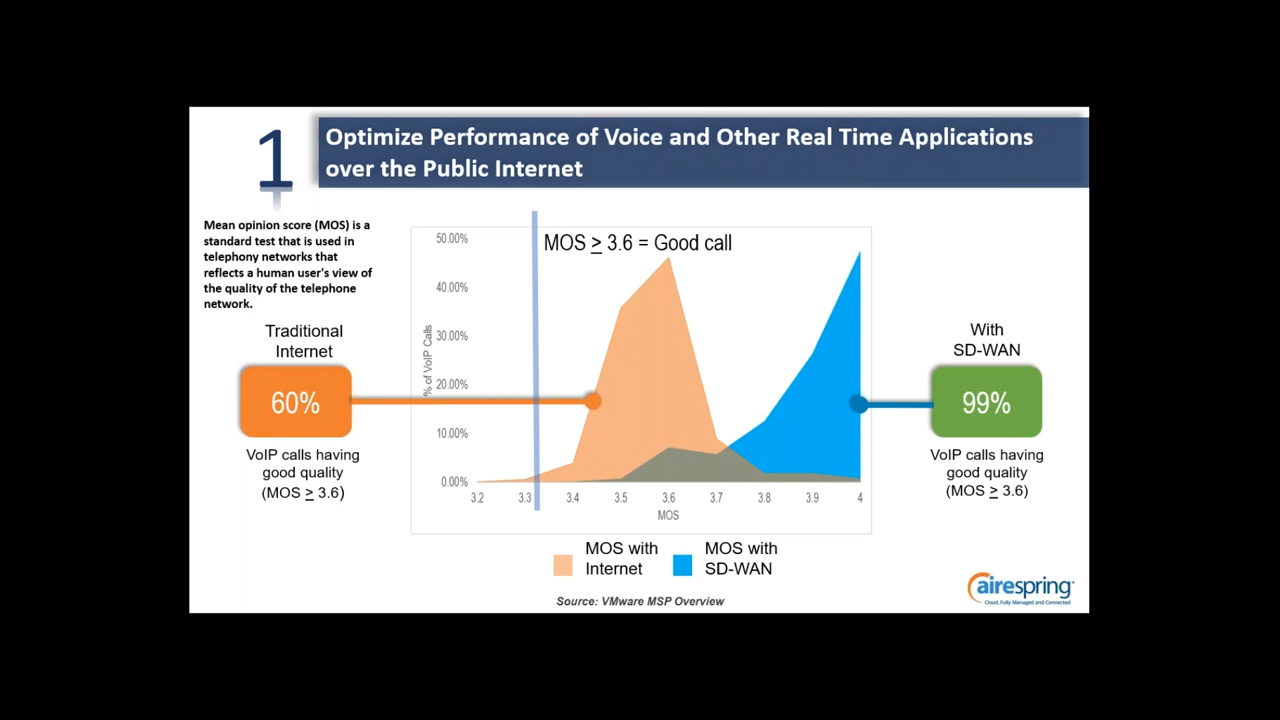 1
Optimize Performance of Voice and Other Real Time Applications
over the Public Internet
Mean opinion score (MOS) is a
standard test that is used in
telephony networks that
reflects a human user's view of
the quality of the telephone
network.
Traditional
Internet
60%
VoIP calls having
good quality
(MOS ≥ 3.6)
MOS ≥ 3.6 = Good call
% of VoIP Calls
50.00%
40.00%
30.00%
20.00%
10.00%
0.00%
3.2 3.3 3.4 3.5 3.6 3.7 3.8 3.9 4
MOS
MOS with
Internet
MOS with
SD-WAN
With
SD-WAN
99%
VoIP calls having
good quality
(MOS ≥ 3.6)
Source: VMware MSP Overview
airespring
Cloud, Fully Managed and Connected